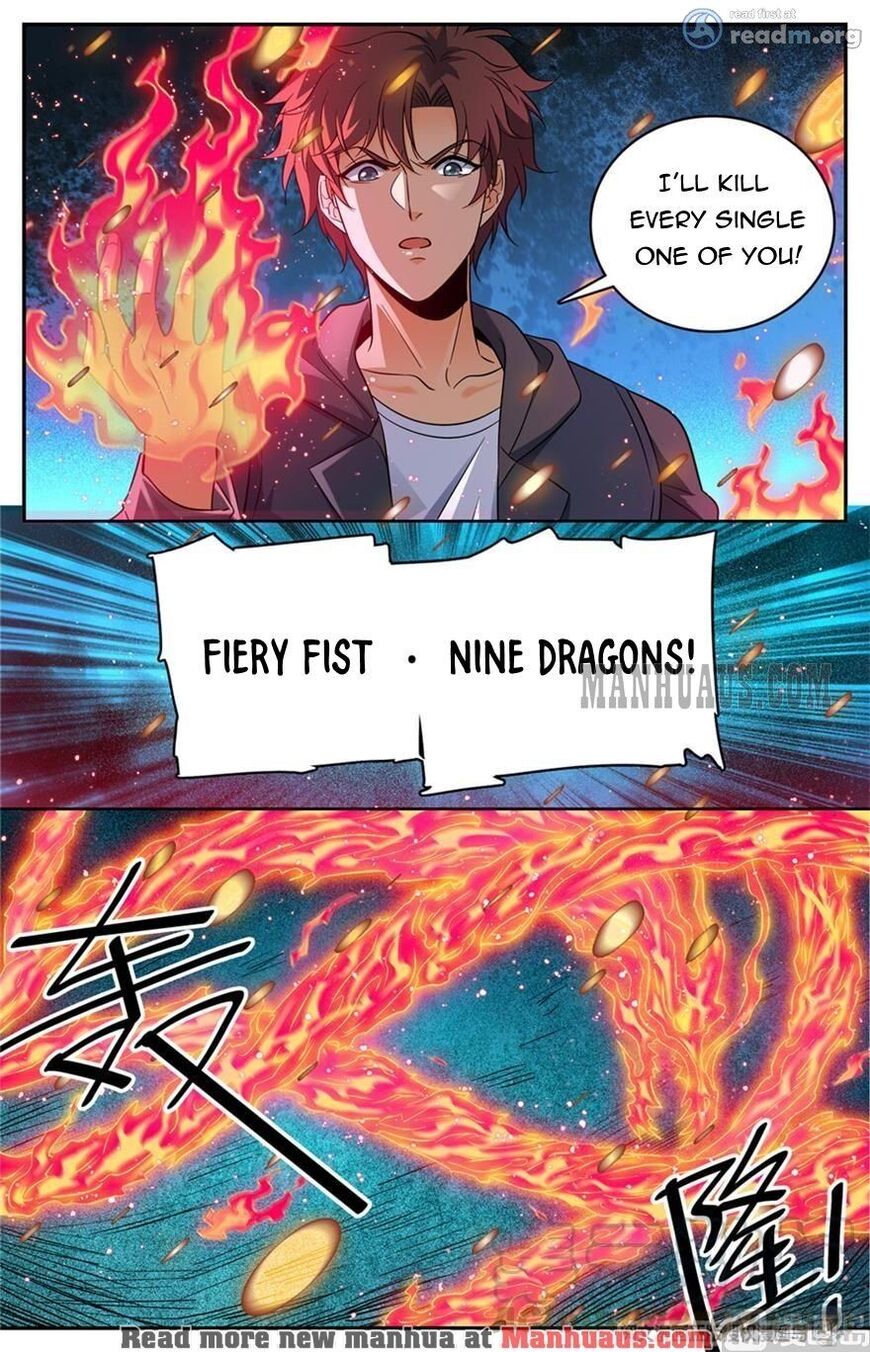 read first at
readm.org
I'LL KILL
EVERY SINGLE
ONE OF YOU!
FIERY FIST · NINE DRAGONS!
MANHUAUS.COM
轰
隆!
Read more new manhua at Manhuaus.com